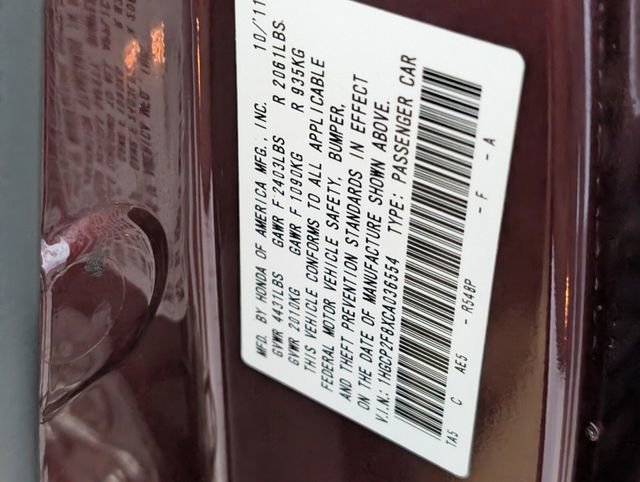 MFD. BY HONDA OF AMERICA MFG., INC. 10/'11
GVWR 4431LBS GAWR F 2403LBS R 2061LBS
GVWR 2010KG GAWR F 1090KG R 935KG
THIS VEHICLE CONFORMS TO ALL APPLICABLE
FEDERAL MOTOR VEHICLE SAFETY, BUMPER,
AND THEFT PREVENTION STANDARDS IN EFFECT
ON THE DATE OF MANUFACTURE SHOWN ABOVE.
V.I.N.: 1HGCP2F8XCA036554 TYPE: PASSENGER CAR
TA5 C AE5 - R548P - F - A